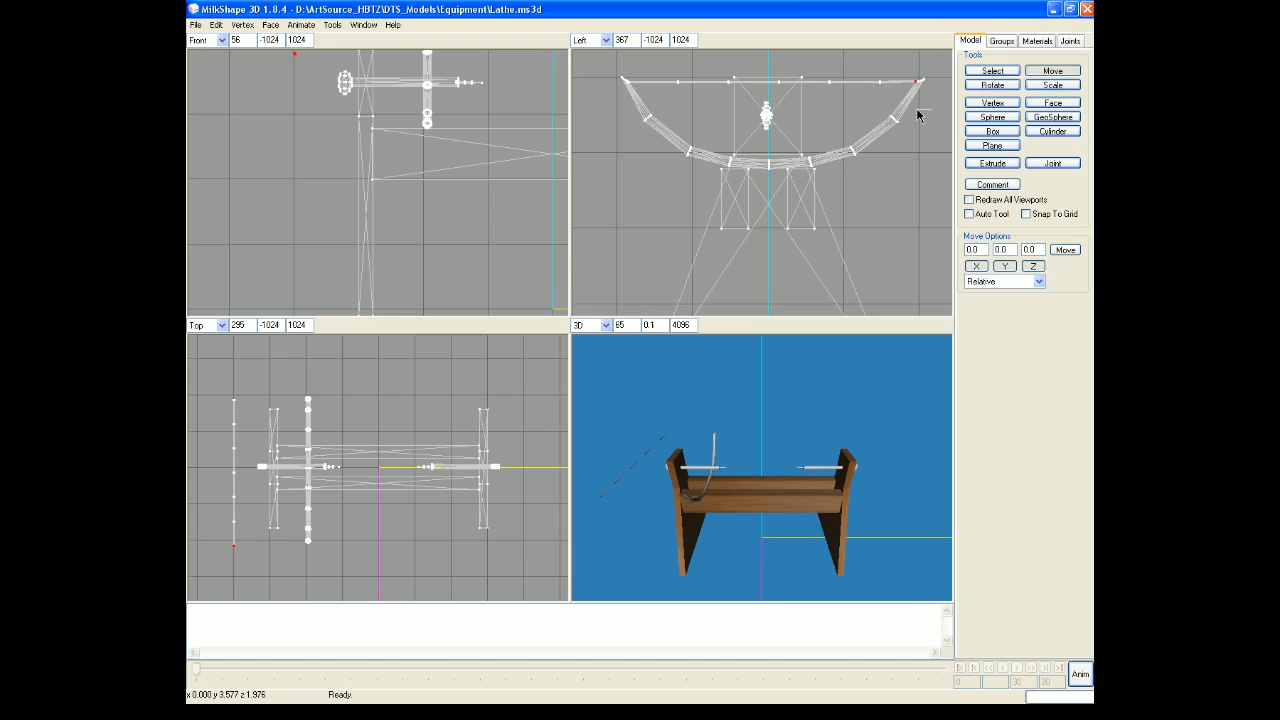 MilkShape 3D 1.8.4 - D:\ArtSource_HBTZ\DTS_Models\Equipment\Lathe.ms3d
File Edit Vertex Face Animate Tools Window Help
Front 56 -1024 1024
Left 367 -1024 1024
Model Groups Materials Joints
Tools
Select Move
Rotate Scale
Vertex Face
Sphere GeoSphere
Box Cylinder
Plane
Extrude Joint
Comment
Redraw All Viewports
Auto Tool Snap To Grid
Move Options
0.0 0.0 0.0 Move
X Y Z
Relative
Top 295 -1024 1024
3D 65 0.1 4096
Anim
0 30 30
x 0.000 y 3.577 z 1.976 Ready.